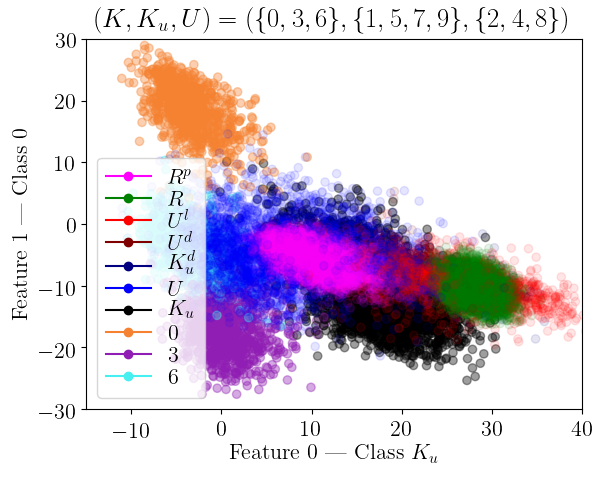 (K, K_u, U) = ({0, 3, 6}, {1, 5, 7, 9}, {2, 4, 8})
30
20
10
0
−10
−20
−30
Feature 1 — Class 0
R^p
R
U^l
U^d
K_u^d
U
K_u
0
3
6
−10
0
10
20
30
40
Feature 0 — Class K_u